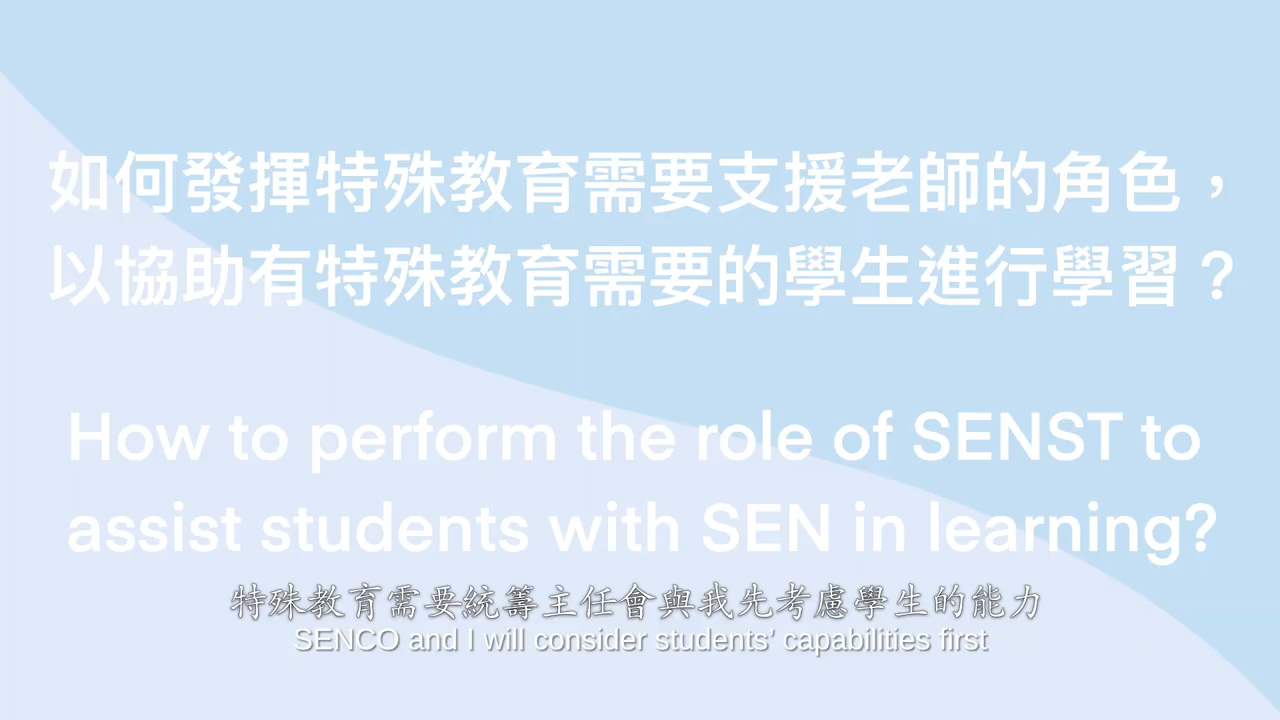 如何發揮特殊教育需要支援老師的角色，
以協助有特殊教育需要的學生進行學習？
How to perform the role of SENST to
assist students with SEN in learning?
特殊教育需要統籌主任會與我先考慮學生的能力
SENCO and I will consider students’ capabilities first